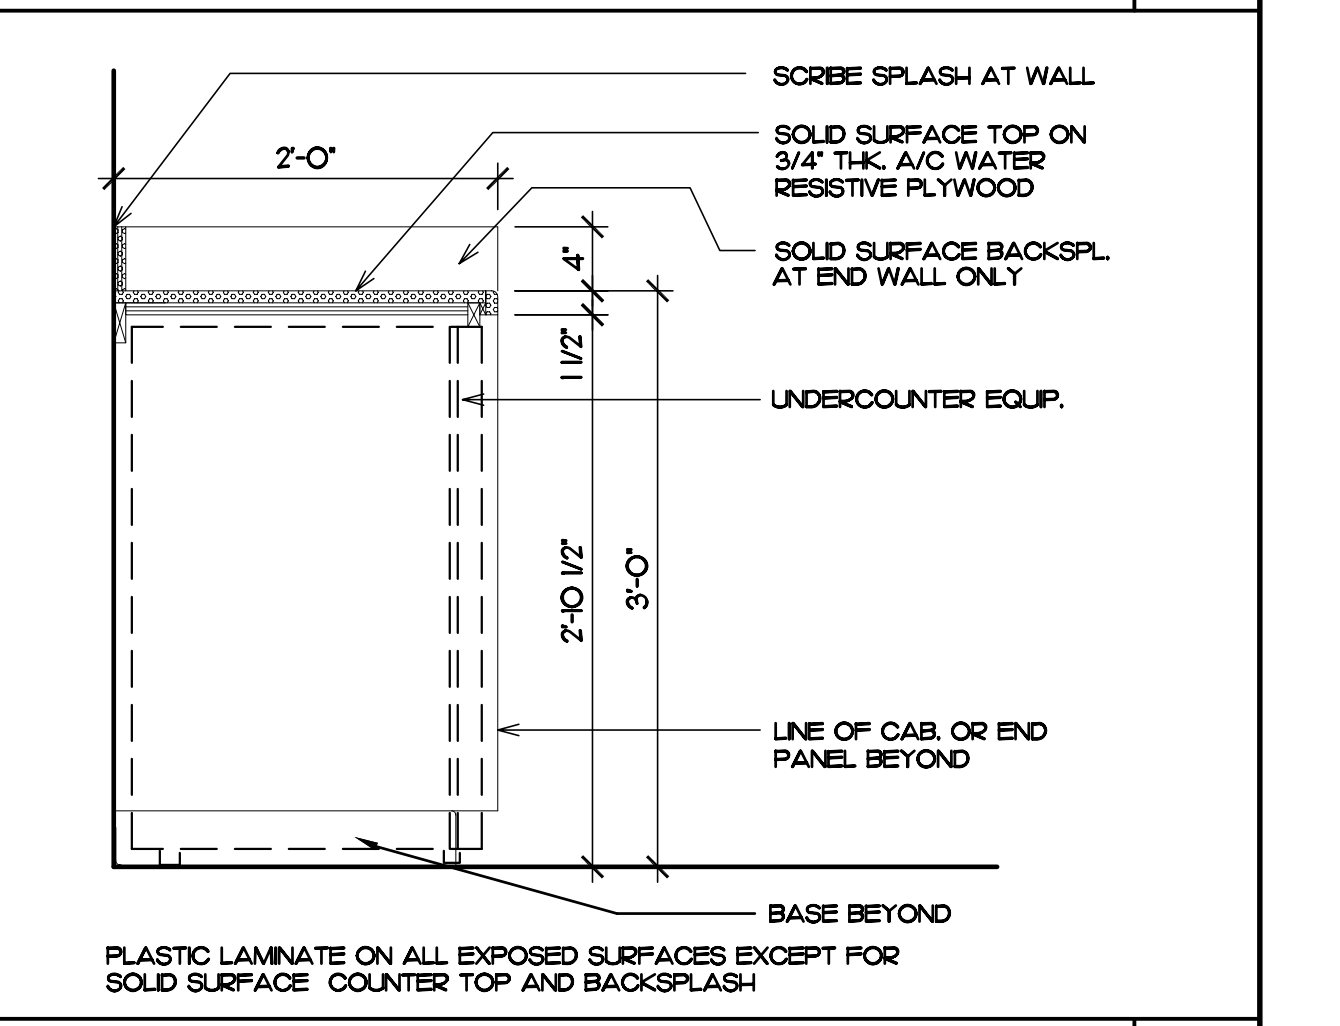 SCRIBE SPLASH AT WALL
SOLID SURFACE TOP ON
3/4" THK. A/C WATER
RESISTIVE PLYWOOD
2'-0"
SOLID SURFACE BACKSPL.
AT END WALL ONLY
4"
1 1/2"
UNDERCOUNTER EQUIP.
2'-10 1/2"
3'-0"
LINE OF CAB. OR END
PANEL BEYOND
BASE BEYOND
PLASTIC LAMINATE ON ALL EXPOSED SURFACES EXCEPT FOR
SOLID SURFACE  COUNTER TOP AND BACKSPLASH